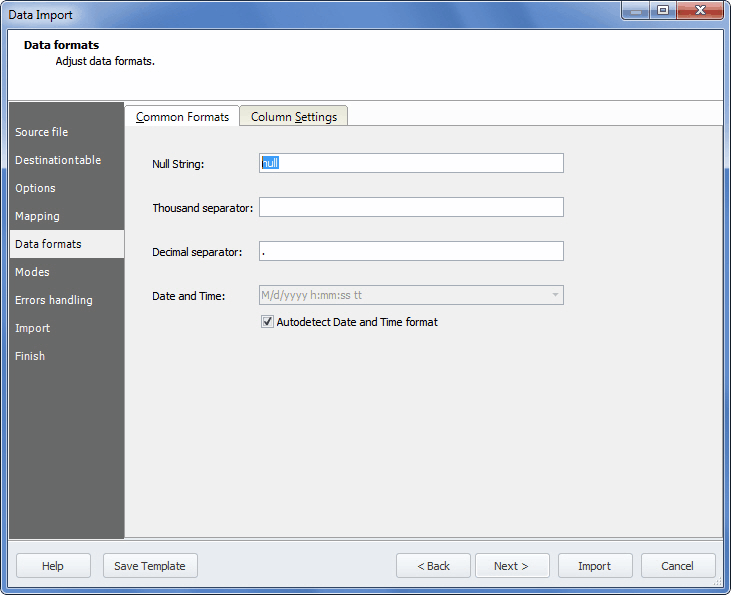 Data Import
Data formats
Adjust data formats.
Source file
Destinationtable
Options
Mapping
Data formats
Modes
Errors handling
Import
Finish
Common Formats
Column Settings
Null String: null
Thousand separator:
Decimal separator: .
Date and Time: M/d/yyyy h:mm:ss tt
Autodetect Date and Time format
Help
Save Template
< Back
Next >
Import
Cancel